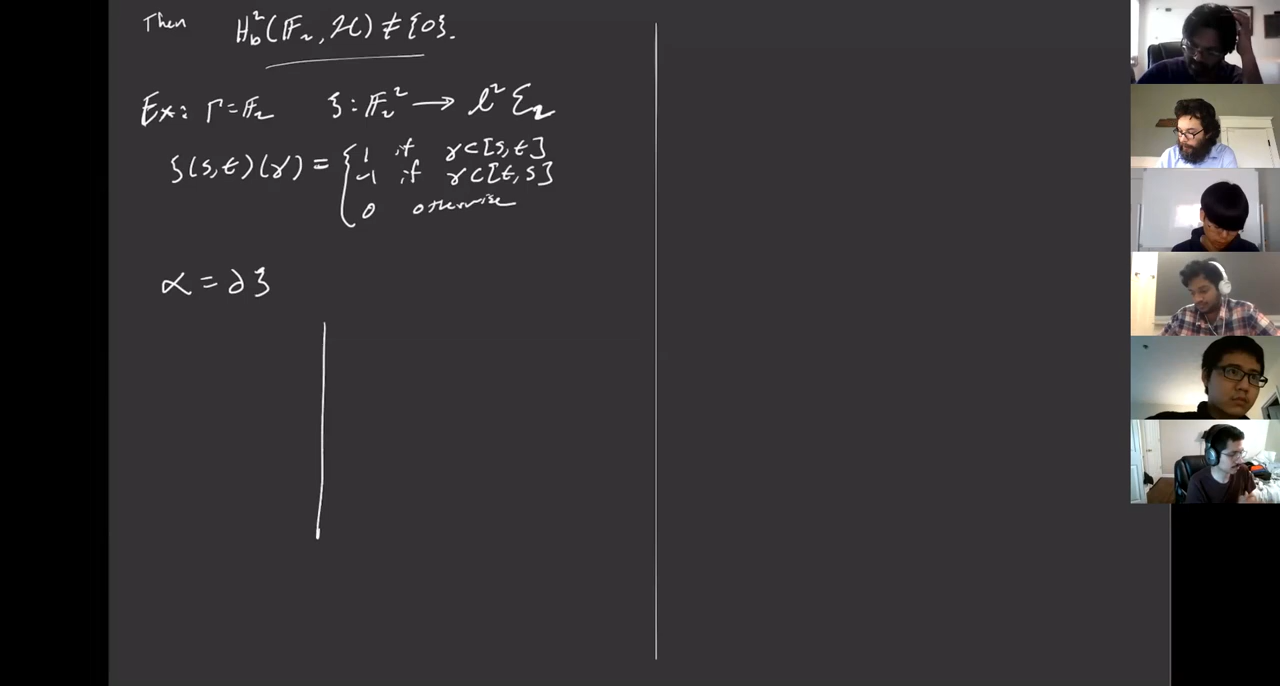 Then H_b^2(𝔽_2, ℋ) ≠ {0}.
Ex: Γ = 𝔽_2 ξ : 𝔽_2^2 → ℓ^2 E_2
ξ(s,t)(γ) = { 1 if γ ⊂ [s,t]
-1 if γ ⊂ [t,s]
0 otherwise
α = ∂ξ